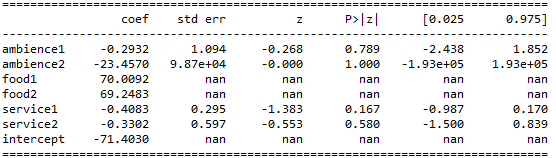 coef std err z P>|z| [0.025 0.975]
ambience1 -0.2932 1.094 -0.268 0.789 -2.438 1.852
ambience2 -23.4570 9.87e+04 -0.000 1.000 -1.93e+05 1.93e+05
food1 70.0092 nan nan nan nan nan
food2 69.2483 nan nan nan nan nan
service1 -0.4083 0.295 -1.383 0.167 -0.987 0.170
service2 -0.3302 0.597 -0.553 0.580 -1.500 0.839
intercept -71.4030 nan nan nan nan nan